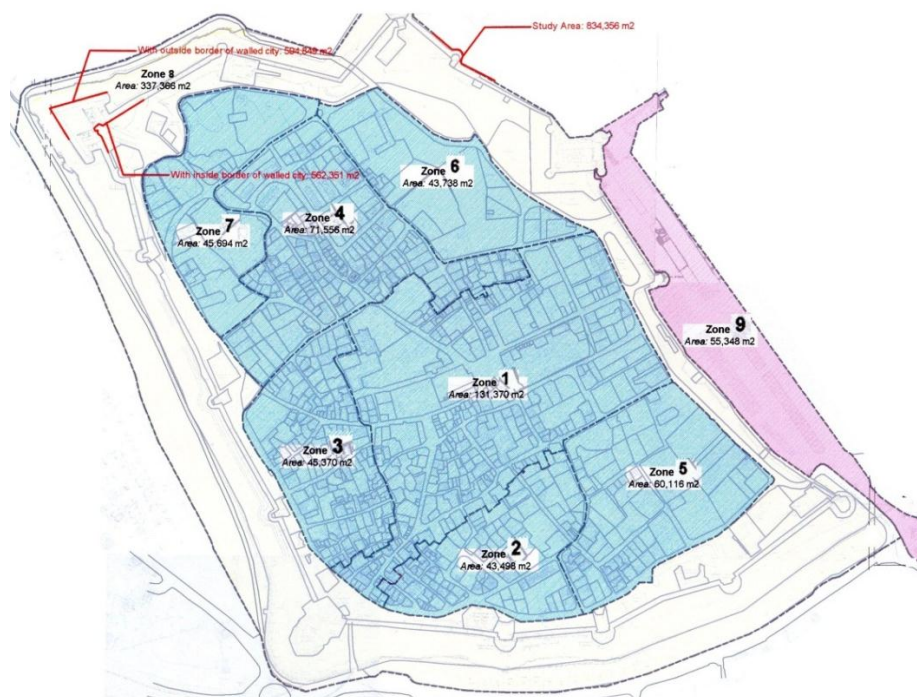 Study Area: 834,356 m2
With outside border of walled city: 594,649 m2
Zone 8
Area: 337,366 m2
With inside border of walled city: 562,351 m2
Zone 6
Area: 43,738 m2
Zone 4
Area: 71,556 m2
Zone 7
Area: 45,694 m2
Zone 9
Area: 55,348 m2
Zone 1
Area: 131,370 m2
Zone 3
Area: 45,370 m2
Zone 5
Area: 60,116 m2
Zone 2
Area: 43,498 m2